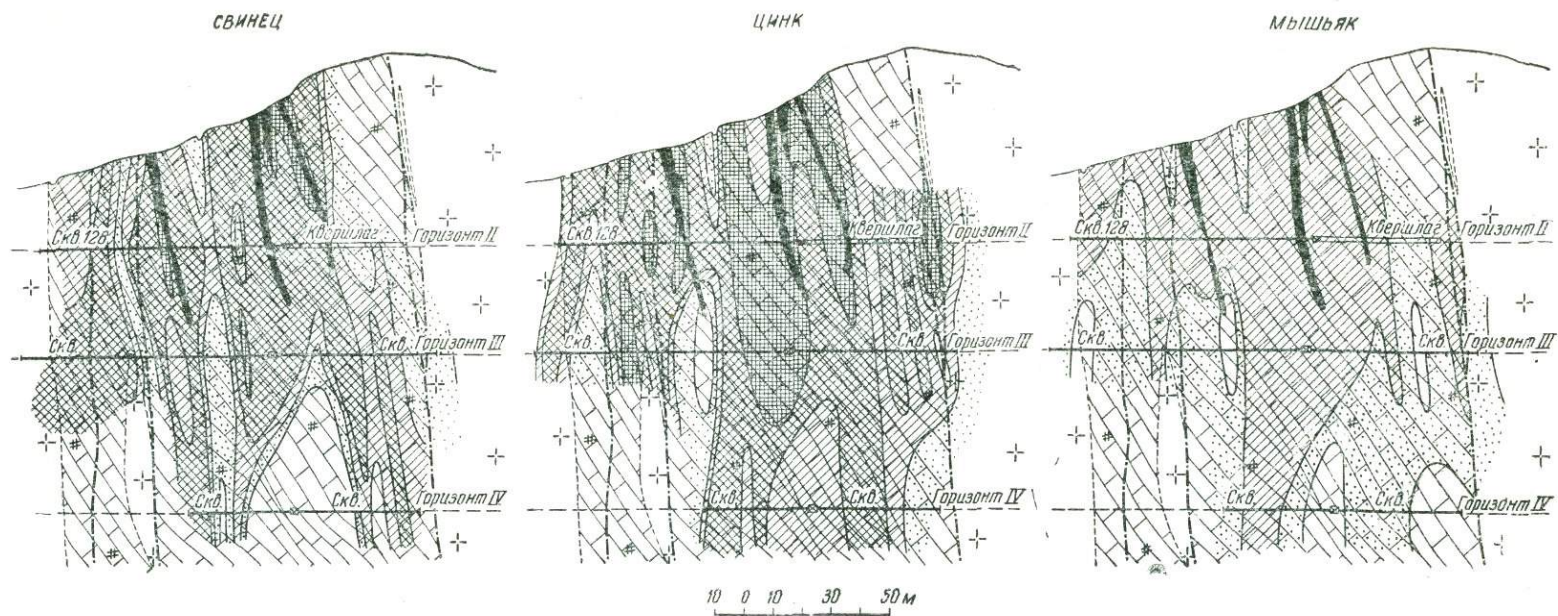 СВИНЕЦ
ЦИНК
МЫШЬЯК
Скв.128
Квершлаг
Горизонт II
Скв.
Скв.
Горизонт III
Скв.
Скв.
Горизонт IV
Скв.128
Квершлаг
Горизонт II
Скв.
Скв.
Горизонт III
Скв.
Скв.
Горизонт IV
Скв.128
Квершлаг
Горизонт II
Скв.
Скв.
Горизонт III
Скв.
Скв.
Горизонт IV
10 0 10 30 50 м